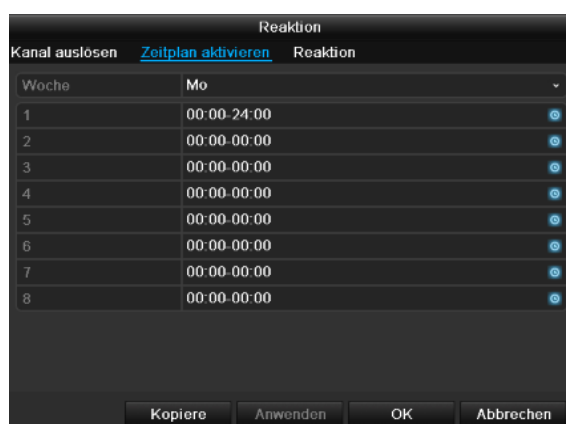 Reaktion
Kanal auslösen Zeitplan aktivieren Reaktion
Woche Mo
1 00:00-24:00
2 00:00-00:00
3 00:00-00:00
4 00:00-00:00
5 00:00-00:00
6 00:00-00:00
7 00:00-00:00
8 00:00-00:00
Kopiere Anwenden OK Abbrechen